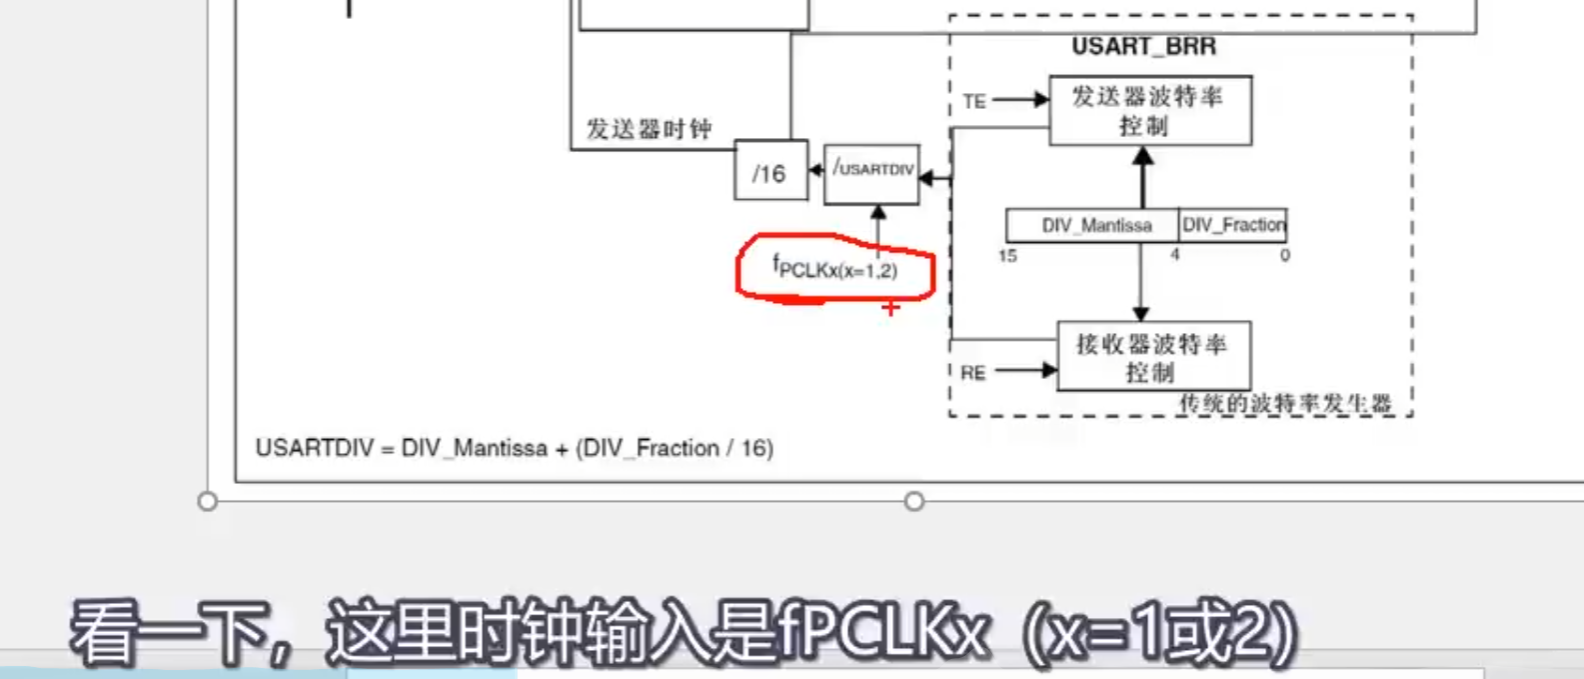 USART_BRR
TE
发送器波特率
控制
发送器时钟
/16
/USARTDIV
DIV_Mantissa
DIV_Fraction
15
4
0
fPCLKx(x=1,2)
接收器波特率
控制
RE
传统的波特率发生器
USARTDIV = DIV_Mantissa + (DIV_Fraction / 16)
看一下，这里时钟输入是fPCLKx（x=1或2）